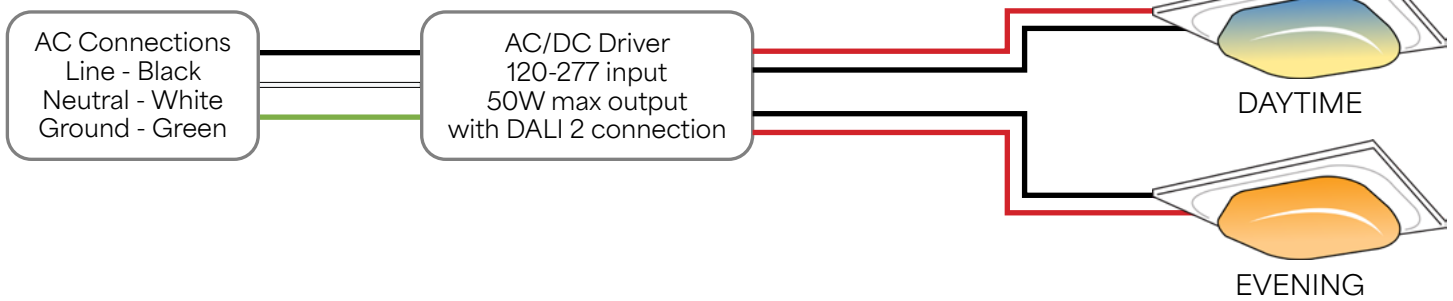 AC Connections
Line - Black
Neutral - White
Ground - Green
AC/DC Driver
120-277 input
50W max output
with DALI 2 connection
DAYTIME
EVENING